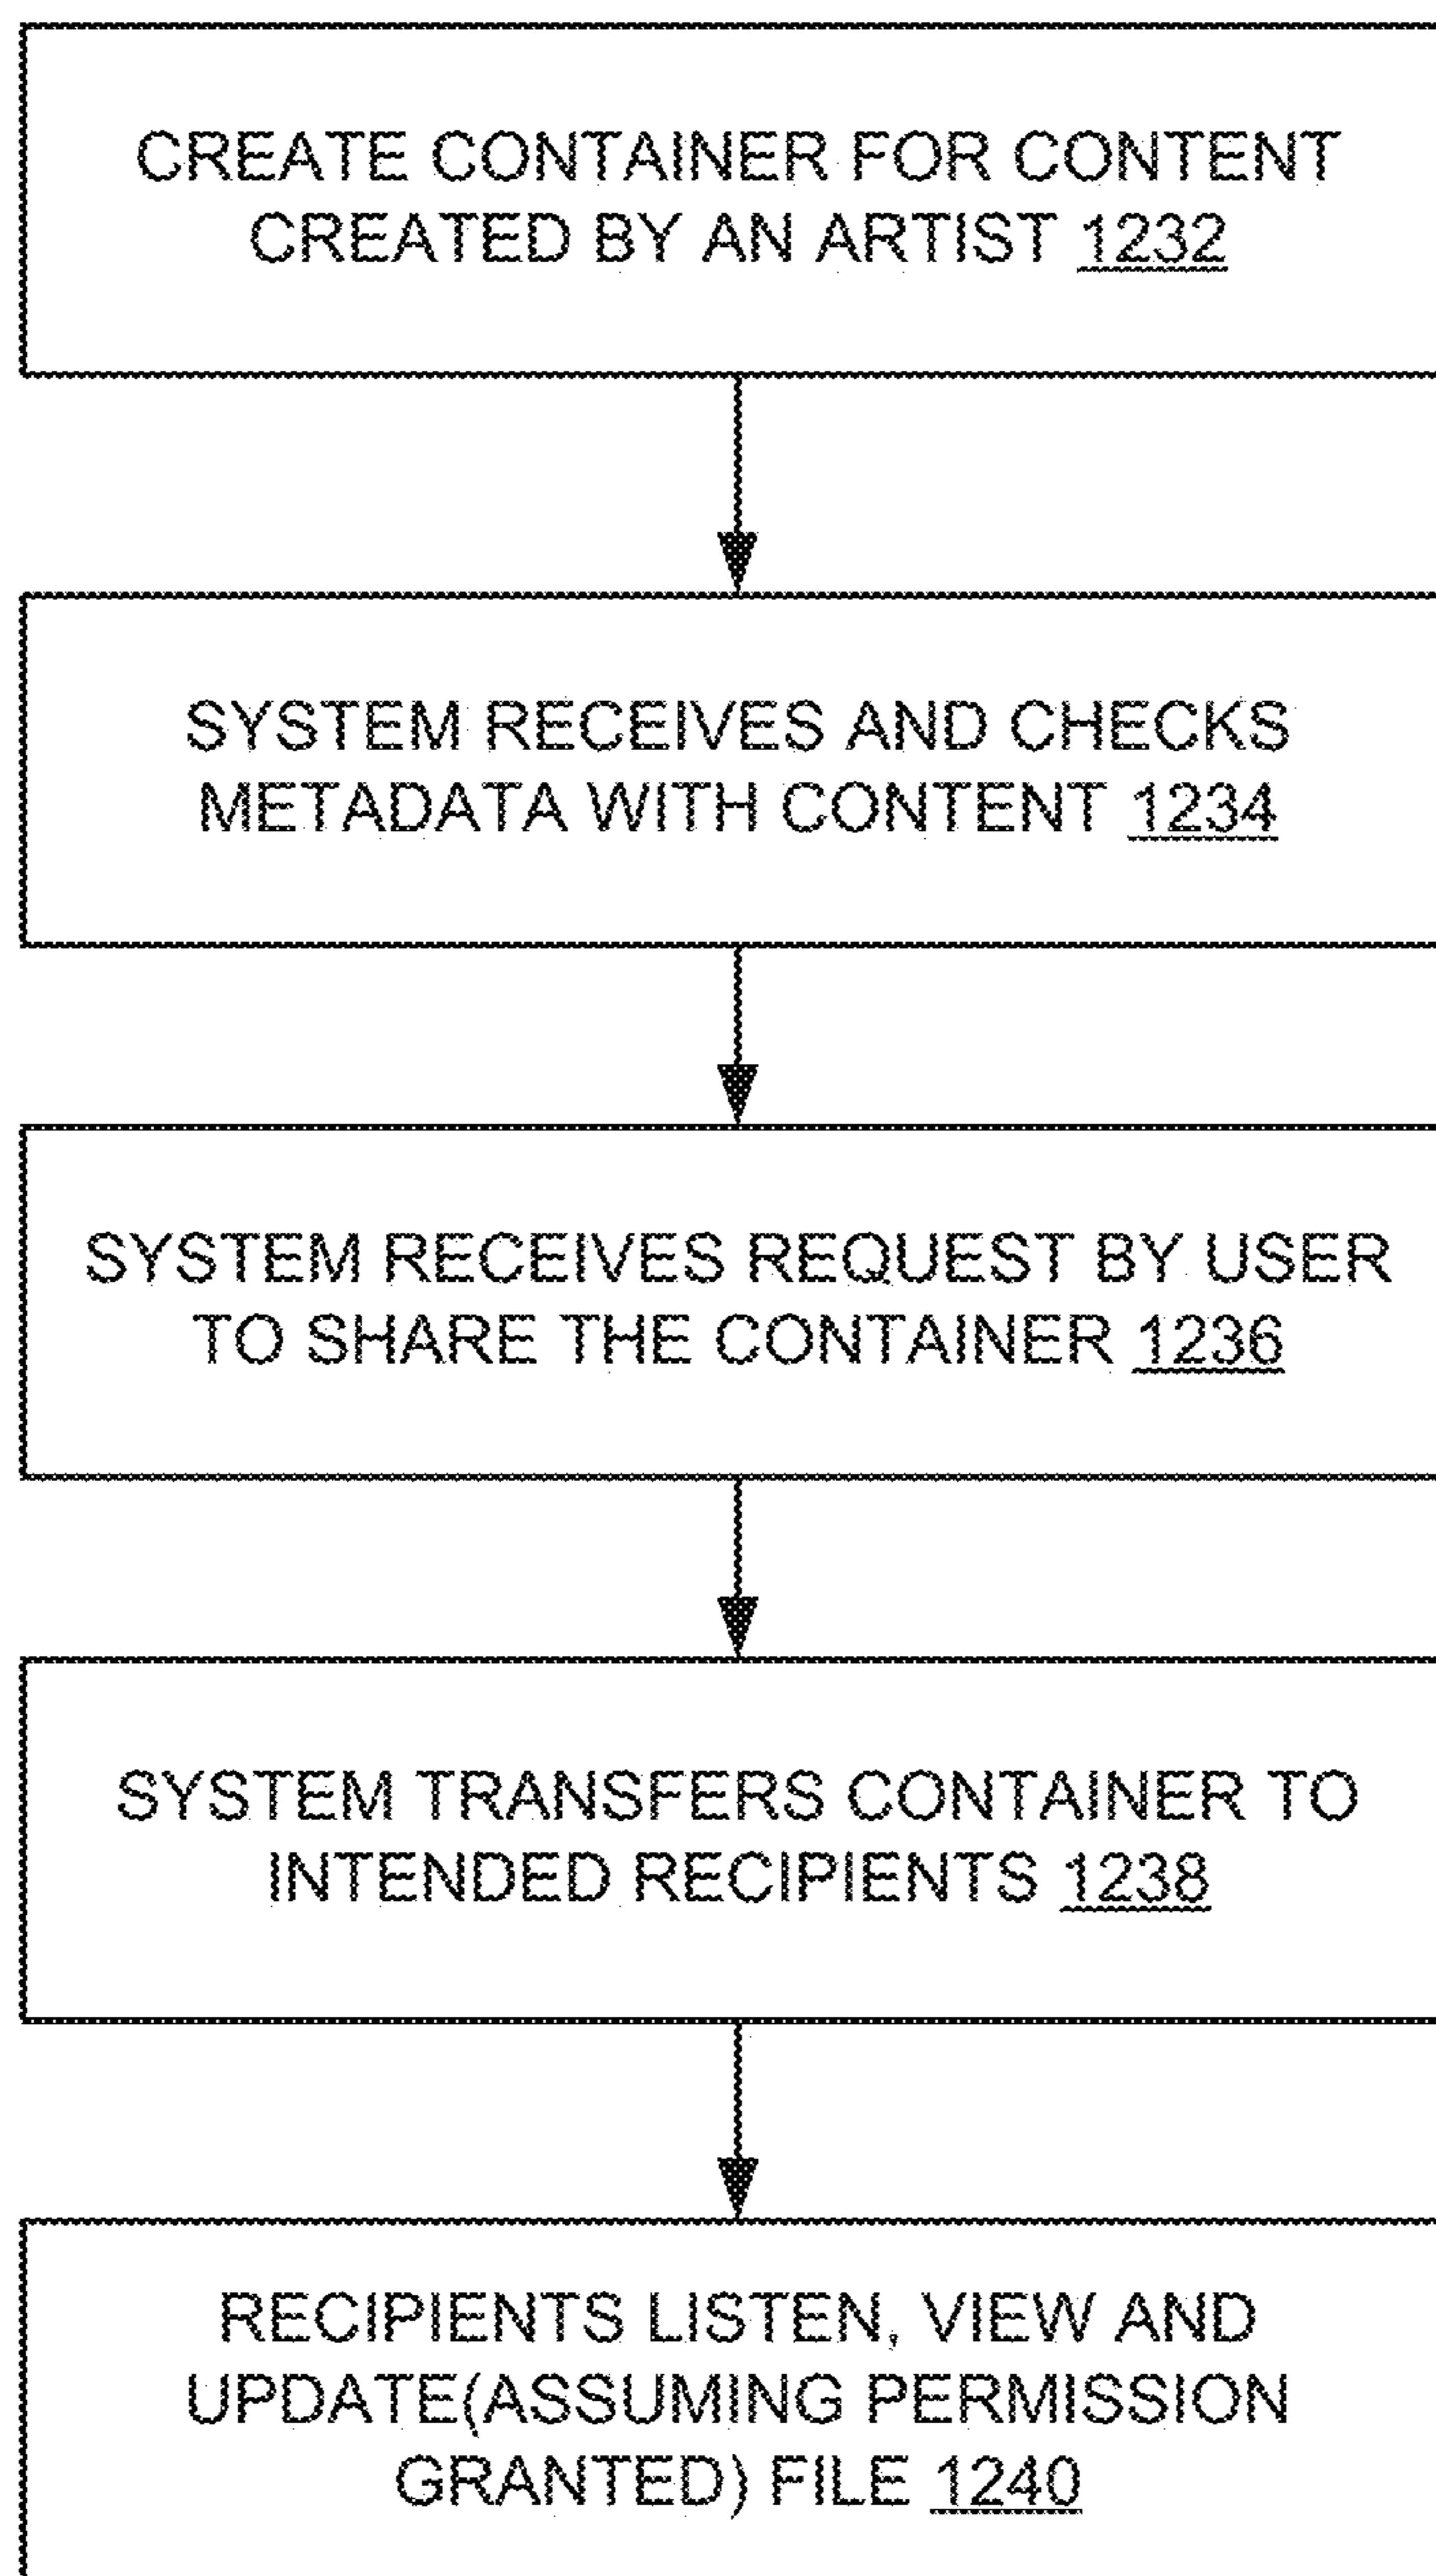 CREATE CONTAINER FOR CONTENT
CREATED BY AN ARTIST 1232
SYSTEM RECEIVES AND CHECKS
METADATA WITH CONTENT 1234
SYSTEM RECEIVES REQUEST BY USER
TO SHARE THE CONTAINER 1236
SYSTEM TRANSFERS CONTAINER TO
INTENDED RECIPIENTS 1238
RECIPIENTS LISTEN, VIEW AND
UPDATE(ASSUMING PERMISSION
GRANTED) FILE 1240